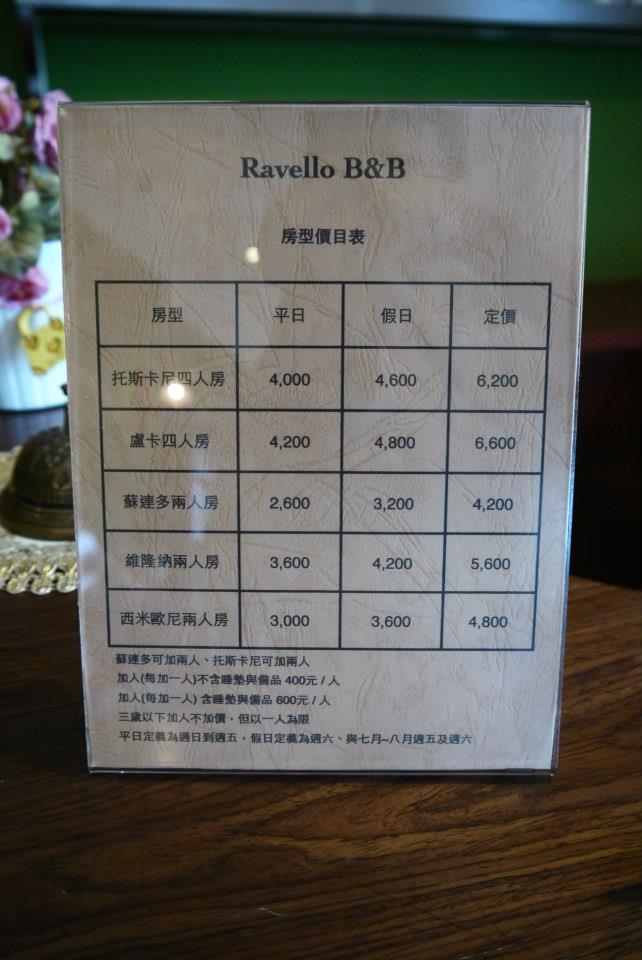 Ravello B&B
房型價目表
房型 平日 假日 定價
托斯卡尼四人房 4,000 4,600 6,200
盧卡四人房 4,200 4,800 6,600
蘇連多兩人房 2,600 3,200 4,200
維隆納兩人房 3,600 4,200 5,600
西米歐尼兩人房 3,000 3,600 4,800
蘇連多可加兩人、托斯卡尼可加兩人
加人(每加一人)不含睡墊與備品 400元 / 人
加人(每加一人) 含睡墊與備品 600元 / 人
三歲以下加人不加價，但以一人為限
平日定義為週日到週五，假日定義為週六、與七月~八月週五及週六